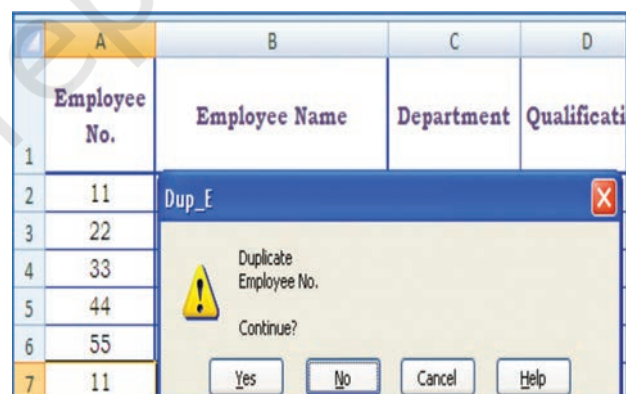 A B C D
Employee No. Employee Name Department Qualificati
1
2 11
3 22
4 33
5 44
6 55
7 11
Dup_E
Duplicate
Employee No.
Continue?
Yes No Cancel Help